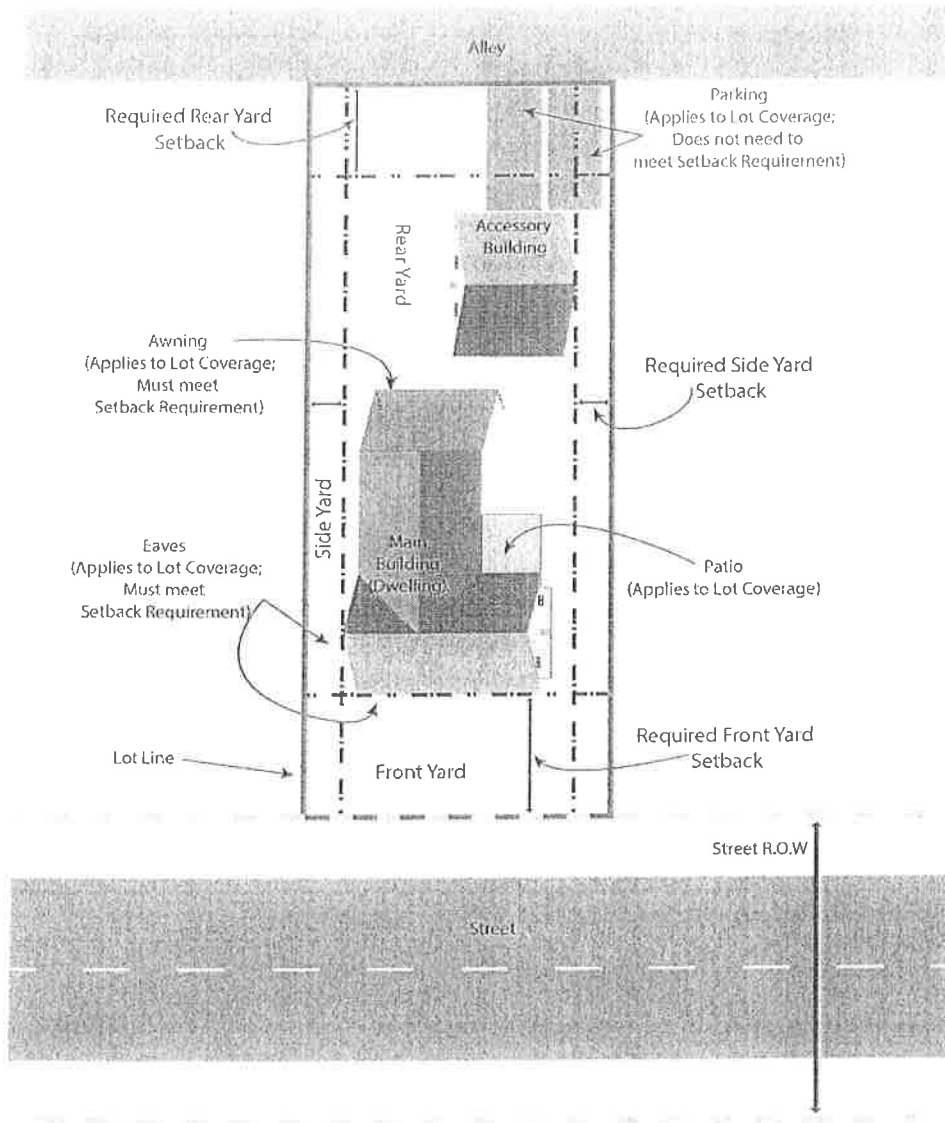 Alley
Required Rear Yard
Setback
Parking
(Applies to Lot Coverage;
Does not need to
meet Setback Requirement)
Accessory
Building
Rear Yard
Awning
(Applies to Lot Coverage;
Must meet
Setback Requirement)
Required Side Yard
Setback
Side Yard
Eaves
(Applies to Lot Coverage;
Must meet
Setback Requirement)
Main
Building
(Dwelling)
Patio
(Applies to Lot Coverage)
Required Front Yard
Setback
Lot Line
Front Yard
Street R.O.W
Street